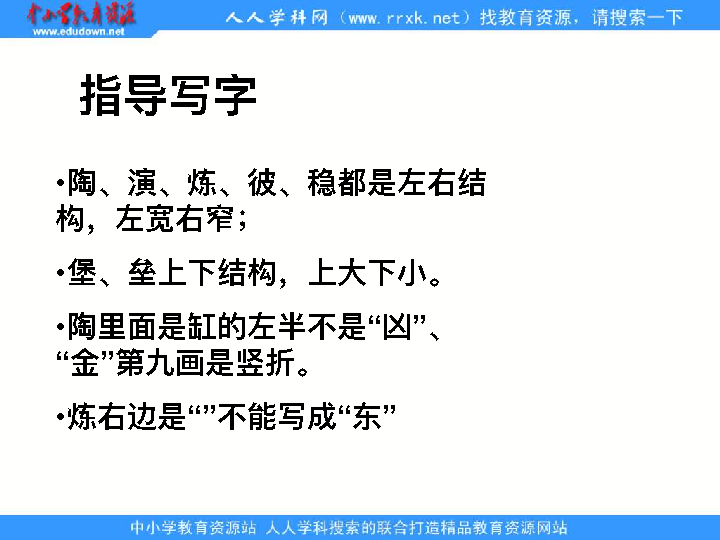 中小学教育资源
www.edudown.net
人人学科网（www.rrxk.net）找教育资源，请搜索一下
指导写字
•陶、演、炼、彼、稳都是左右结
构，左宽右窄；
•堡、垒上下结构，上大下小。
•陶里面是缸的左半不是“凶”、
“金”第九画是竖折。
•炼右边是“”不能写成“东”
中小学教育资源站 人人学科搜索的联合打造精品教育资源网站